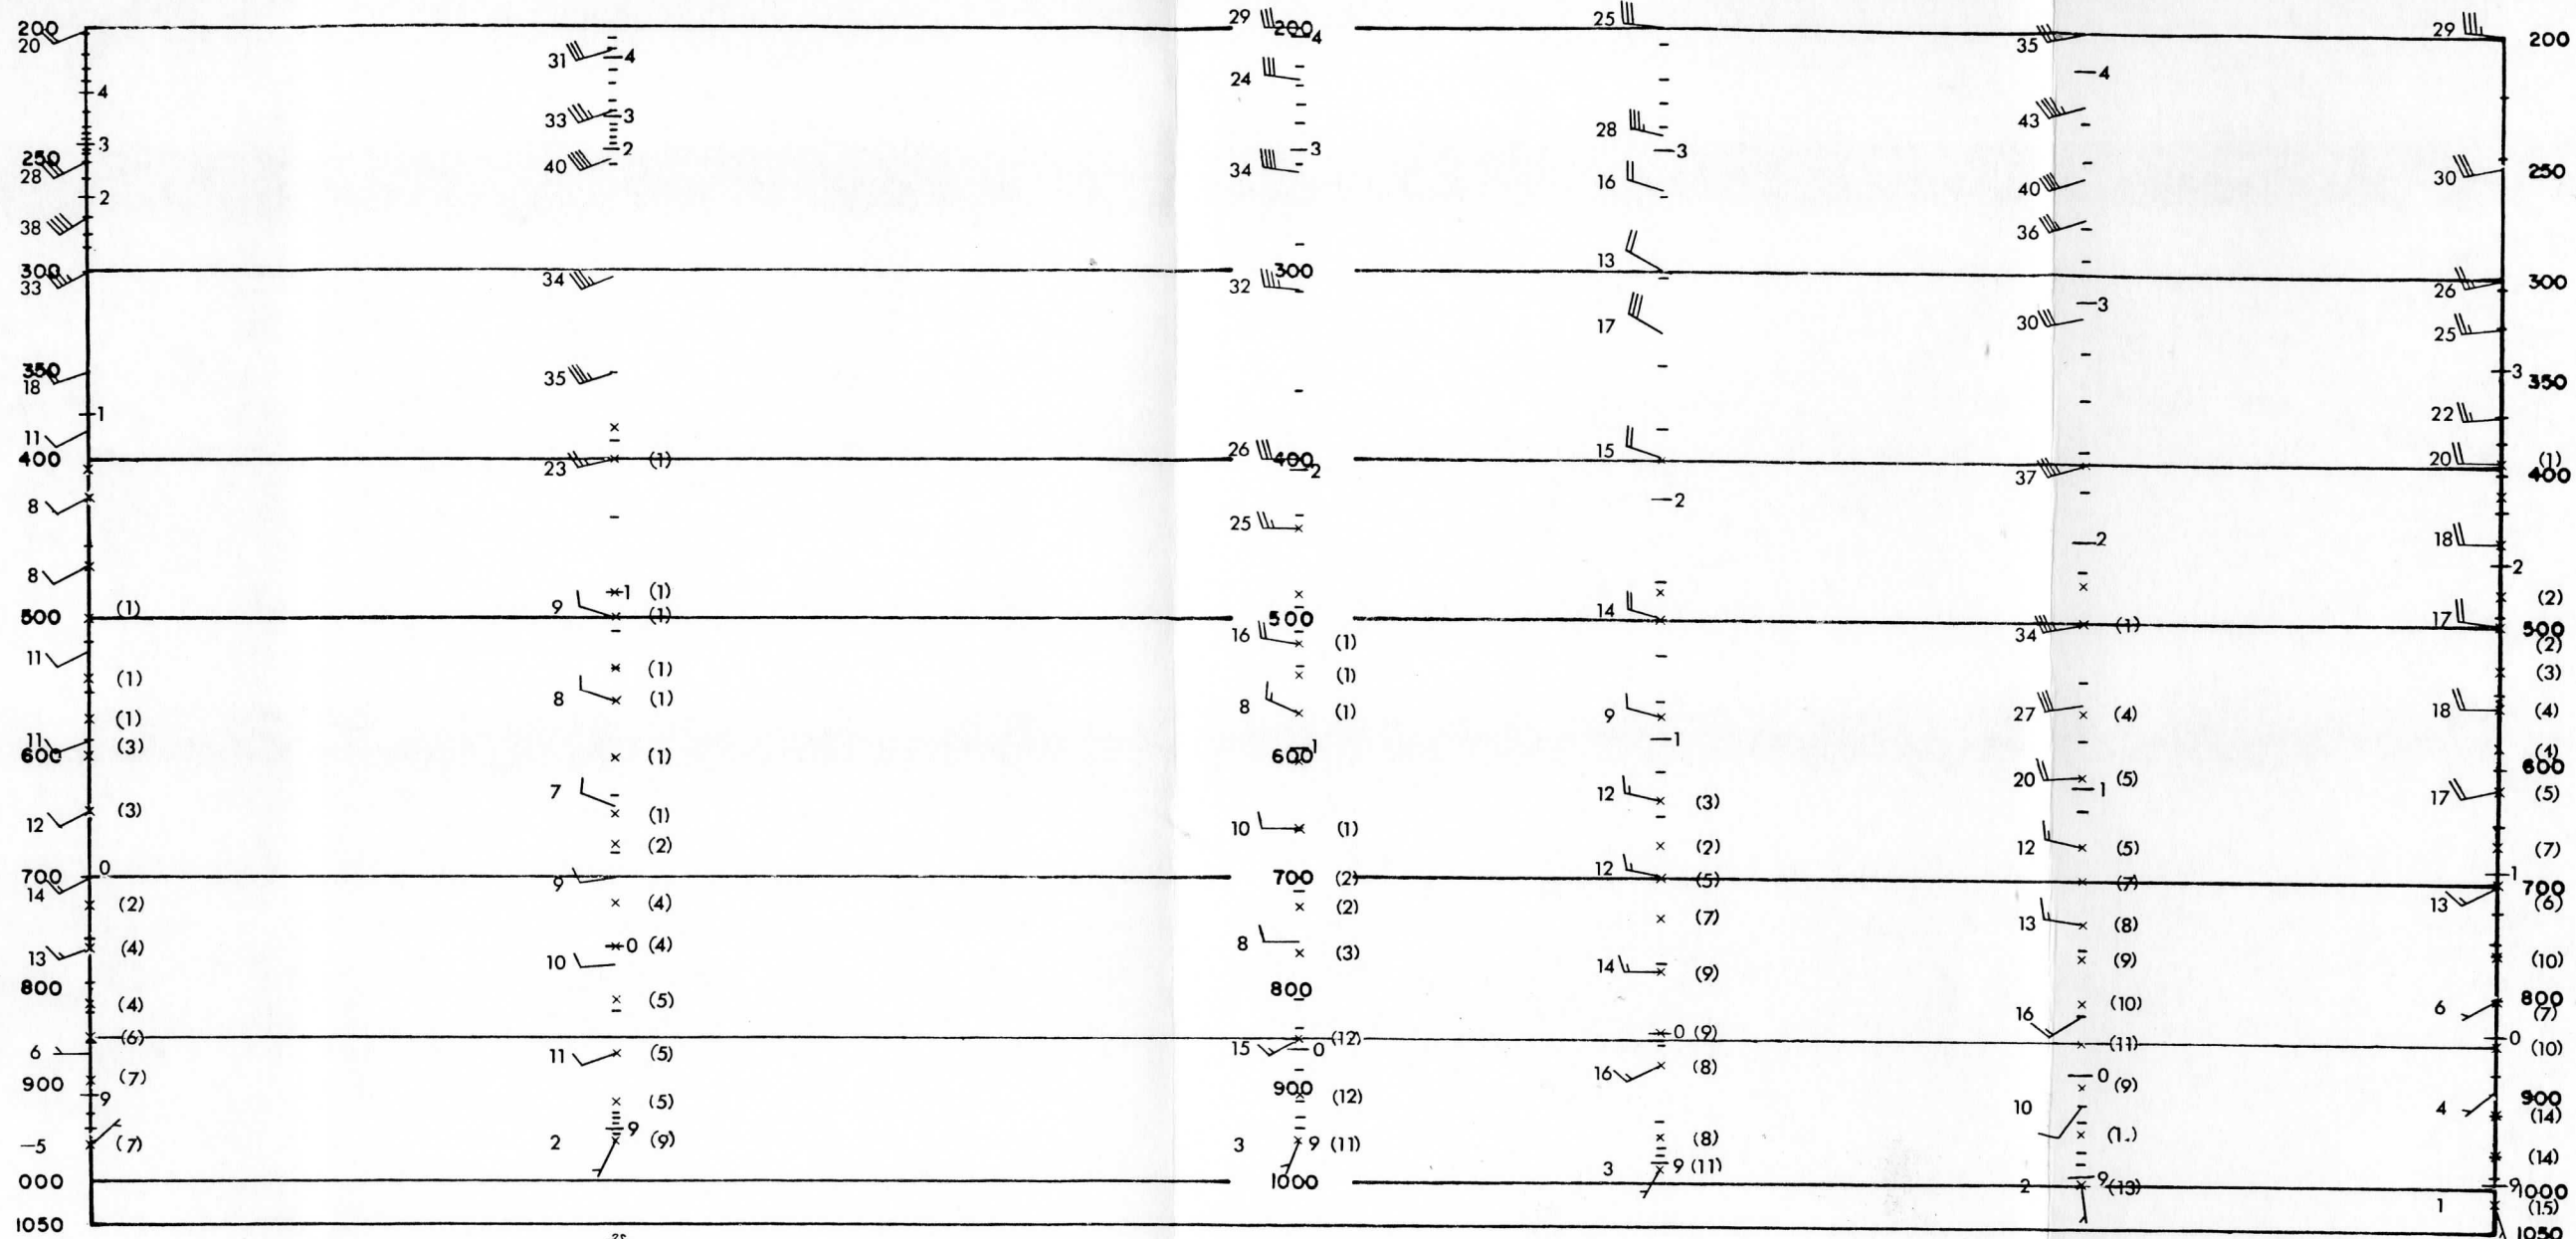 29 200 4 25 29
200 20 31 4 35 200
4 24 4
33 3 43
3 28 3
250 28 40 2 34 3 16 40 30 250
2
38 36
300 33 34 32 300 13 26 300
3
17 30 25
350 18 35 3 350
1 22
11 26 15 20 (1)
400 23 (1) 400 2 37 400
8 2
25 2 18
8 1 (1) 2
(1) 9 (1) 14 (2)
500 500 17 500
16 (1) 34 (1) (2)
11 (1) (1) (3)
(1) 8 (1) 8 (1) 9 27 (4) 18 (4)
11 (3) 1 1 (4)
600 (1) 600 20 (5) 600
7 12 (3) 1 17 (5)
12 (3) (1) 10 (1)
(2) (2) 12 (5) (7)
0 12 1
700 9 700 (2) (5) (7) 700
14 (2) (4) (2) (7) 13 (8) 13 (6)
13 (4) 0 (4) 8 (3)
10 14 (9) (9) (10)
800 (4) (5) 800 (10) 800
16 6 (7)
(6) (12) 0 (9) (11) 0
6 11 (5) 15 0 (10)
900 (7) 16 (8) 0 (9)
9 (5) 900 (12) 10 4 900 (14)
-5 (7) 2 9 (9) 3 9 (11) (8)
3 9 (11) (14)
000 1000 2 9 (13) 9 1000
1050 1 (15) 1050